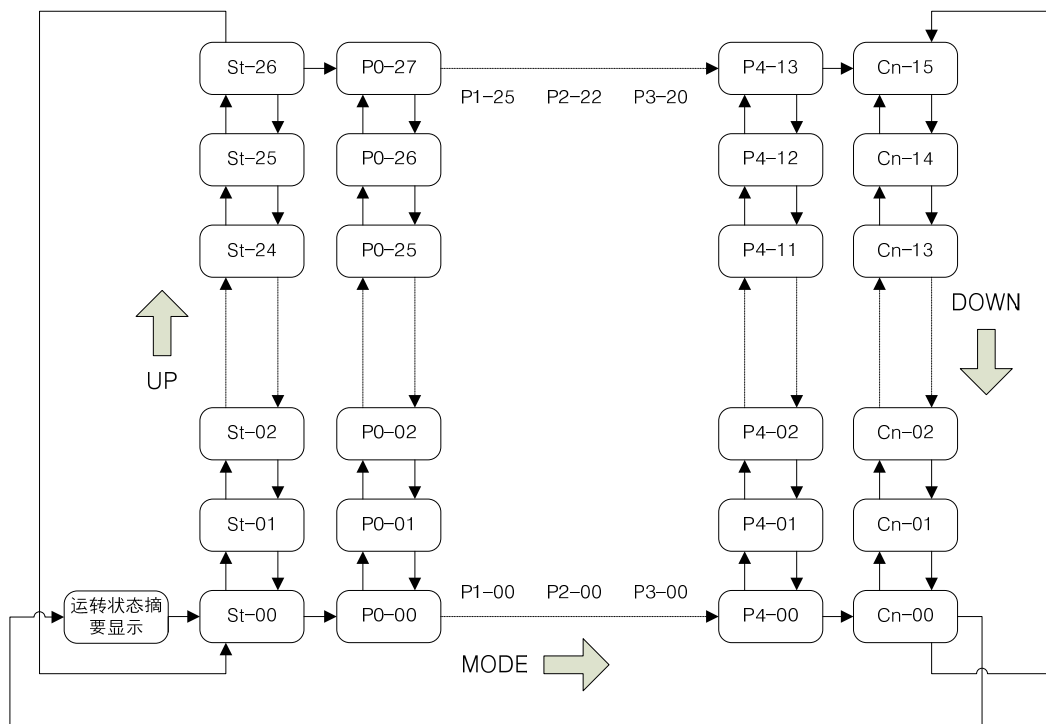 St-26 P0-27 P4-13 Cn-15
P1-25 P2-22 P3-20
St-25 P0-26 P4-12 Cn-14
St-24 P0-25 P4-11 Cn-13
DOWN
UP
St-02 P0-02 P4-02 Cn-02
St-01 P0-01 P4-01 Cn-01
P1-00 P2-00 P3-00
运转状态摘
要显示
St-00 P0-00 P4-00 Cn-00
MODE